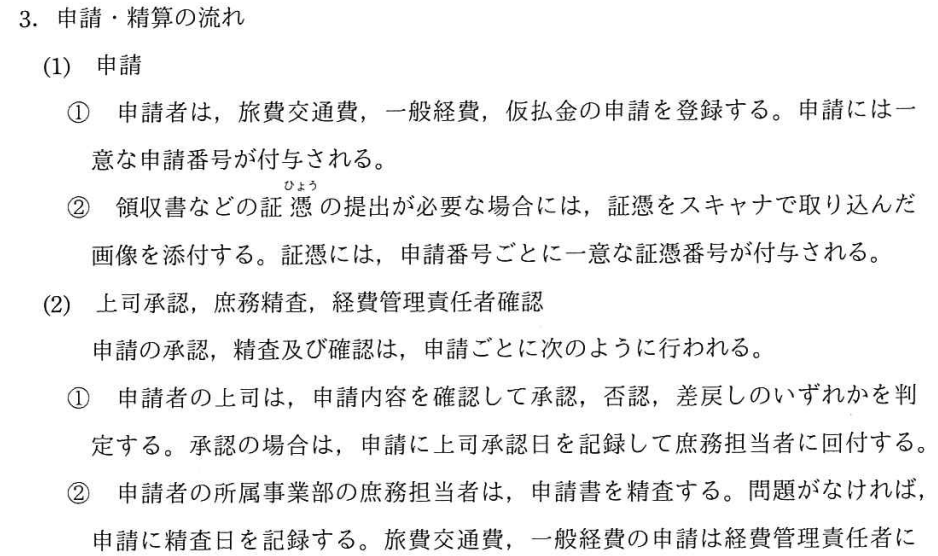 3. 申請・精算の流れ
(1) 申請
① 申請者は，旅費交通費，一般経費，仮払金の申請を登録する。申請には一
意な申請番号が付与される。
ひょう
② 領収書などの証憑の提出が必要な場合には，証憑をスキャナで取り込んだ
画像を添付する。証憑には，申請番号ごとに一意な証憑番号が付与される。
(2) 上司承認，庶務精査，経費管理責任者確認
申請の承認，精査及び確認は，申請ごとに次のように行われる。
① 申請者の上司は，申請内容を確認して承認，否認，差戻しのいずれかを判
定する。承認の場合は，申請に上司承認日を記録して庶務担当者に回付する。
② 申請者の所属事業部の庶務担当者は，申請書を精査する。問題がなければ，
申請に精査日を記録する。旅費交通費，一般経費の申請は経費管理責任者に